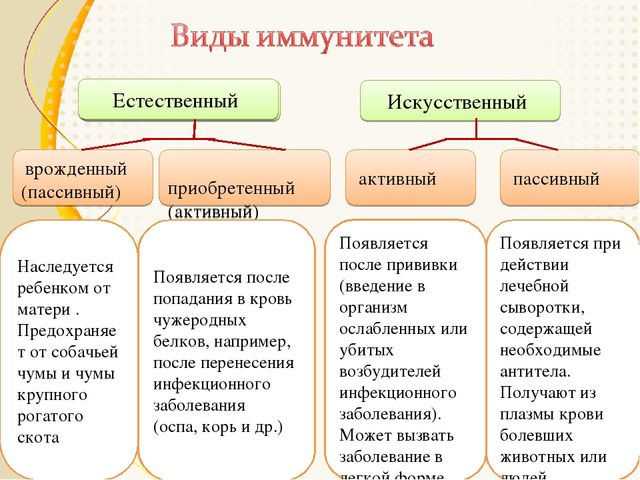 Виды иммунитета
Естественный
Искусственный
врожденный
(пассивный)
приобретенный
(активный)
активный
пассивный
Наследуется
ребенком от
матери .
Предохраняе
т от собачьей
чумы и чумы
крупного
рогатого
скота
Появляется после
попадания в кровь
чужеродных
белков, например,
после перенесения
инфекционного
заболевания
(оспа, корь и др.)
Появляется
после прививки
(введение в
организм
ослабленных или
убитых
возбудителей
инфекционного
заболевания).
Может вызвать
заболевание в
легкой форме
Появляется при
действии
лечебной
сыворотки,
содержащей
необходимые
антитела.
Получают из
плазмы крови
болевших
животных или
людей